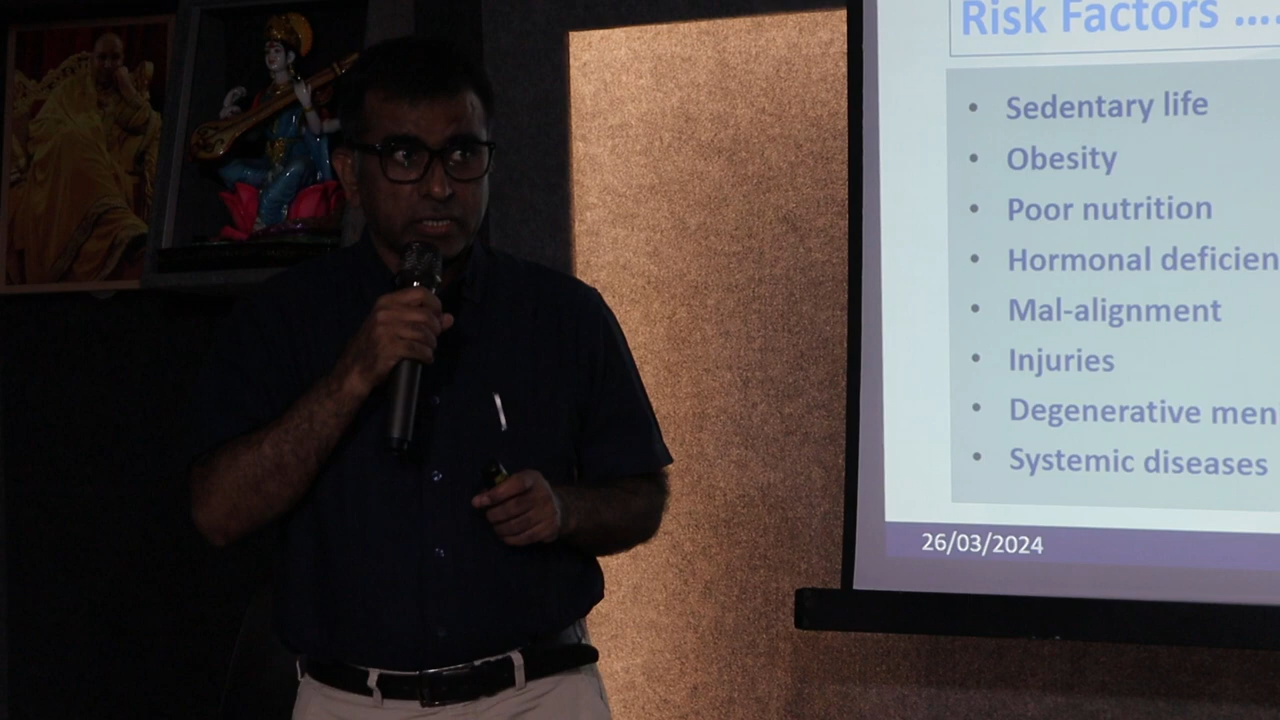 Risk Factors ....
• Sedentary life
• Obesity
• Poor nutrition
• Hormonal deficien
• Mal-alignment
• Injuries
• Degenerative men
• Systemic diseases
26/03/2024